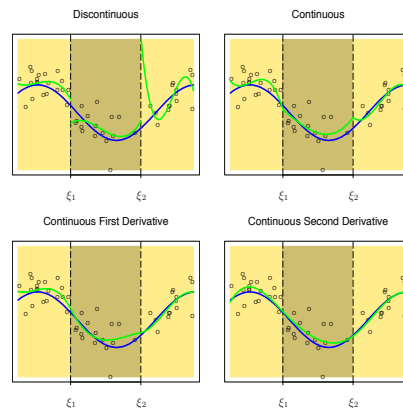 Discontinuous
Continuous
ξ1 ξ2
ξ1 ξ2
Continuous First Derivative
Continuous Second Derivative
ξ1 ξ2
ξ1 ξ2